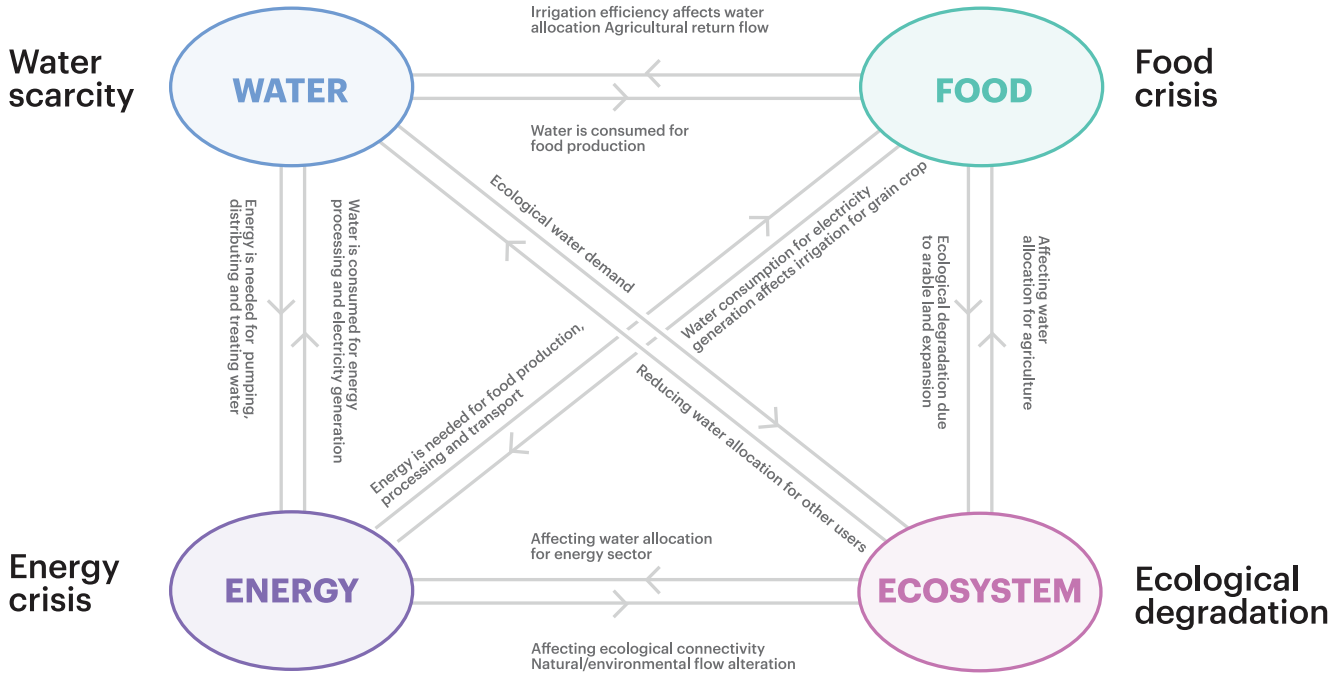 Irrigation efficiency affects water
allocation Agricultural return flow
Water
scarcity
WATER
FOOD
Food
crisis
Water is consumed for
food production
Ecological water demand
Water consumption for electricity
generation affects irrigation for grain crop
Energy is needed for pumping,
distributing and treating water
Water is consumed for energy
processing and electricity generation
Ecological degradation due
to arable land expansion
Affecting water
allocation for agriculture
Energy is needed for food production,
processing and transport
Reducing water allocation for other users
Affecting water allocation
for energy sector
Energy
crisis
ENERGY
ECOSYSTEM
Ecological
degradation
Affecting ecological connectivity
Natural/environmental flow alteration